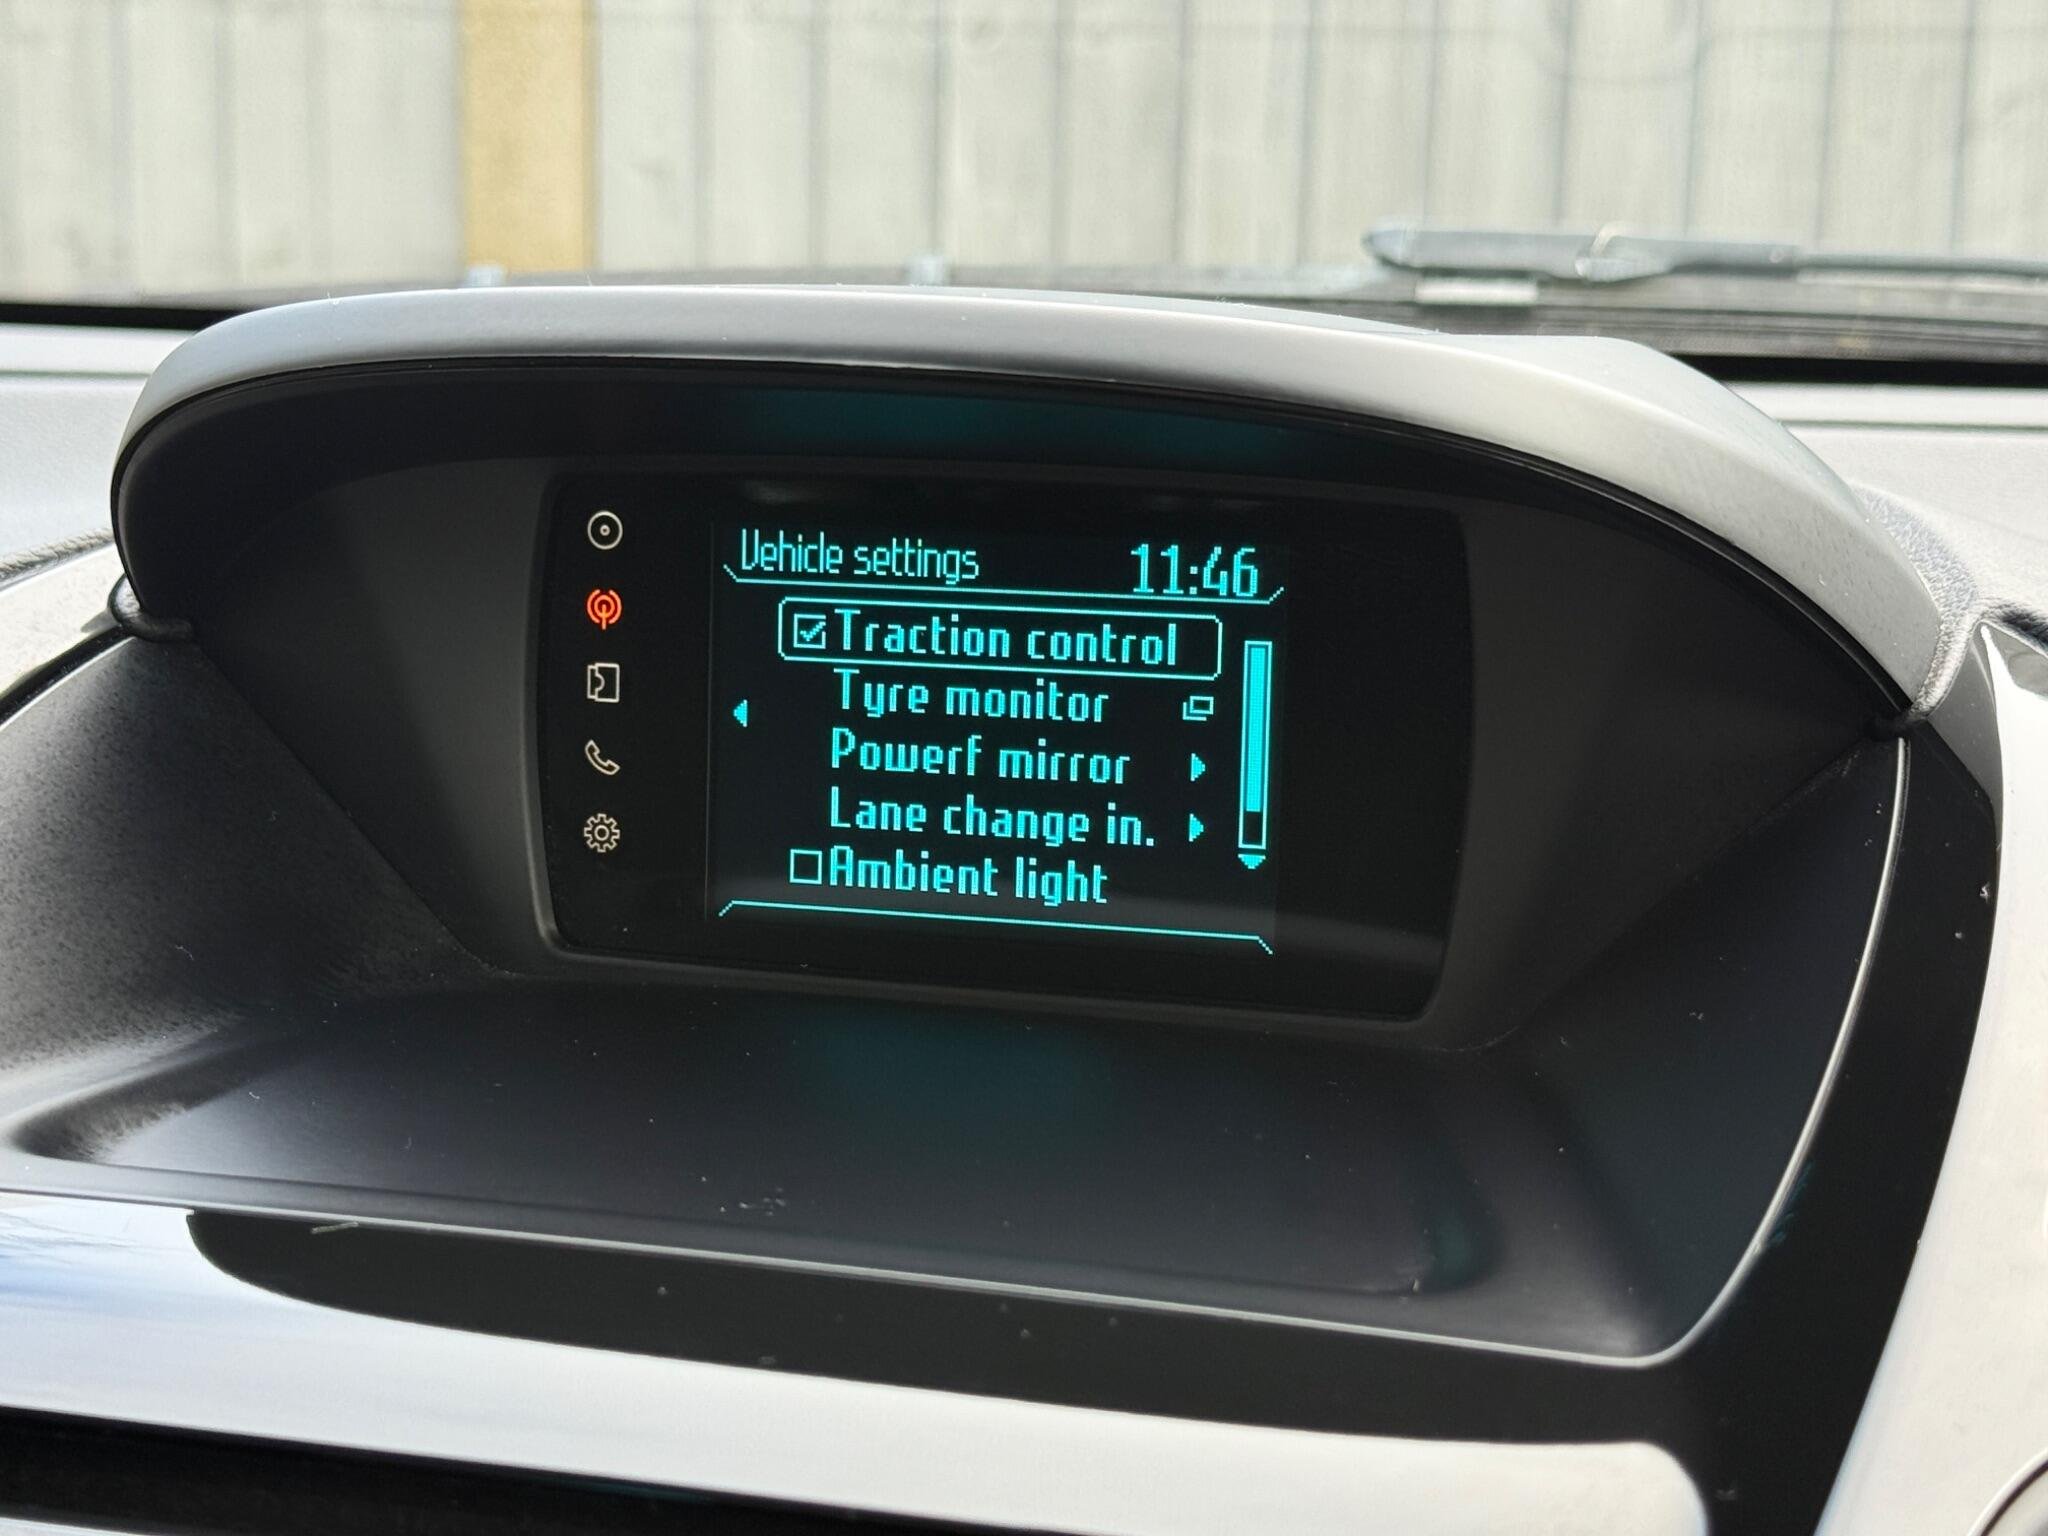 Vehicle settings 11:46
Traction control
Tyre monitor
Powerf mirror
Lane change in.
Ambient light